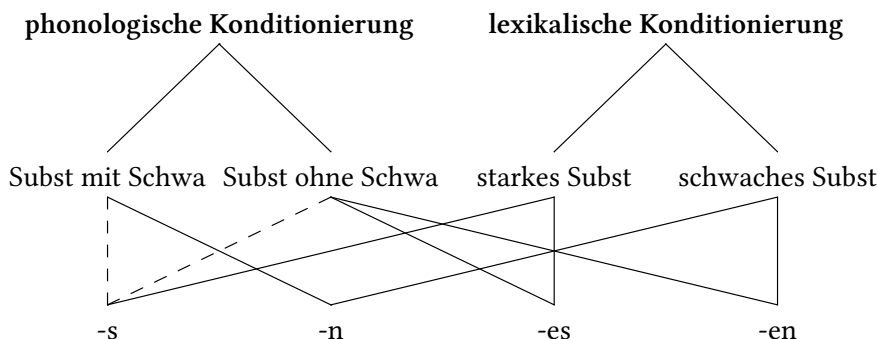 phonologische Konditionierung lexikalische Konditionierung
Subst mit Schwa Subst ohne Schwa starkes Subst schwaches Subst
-s -n -es -en